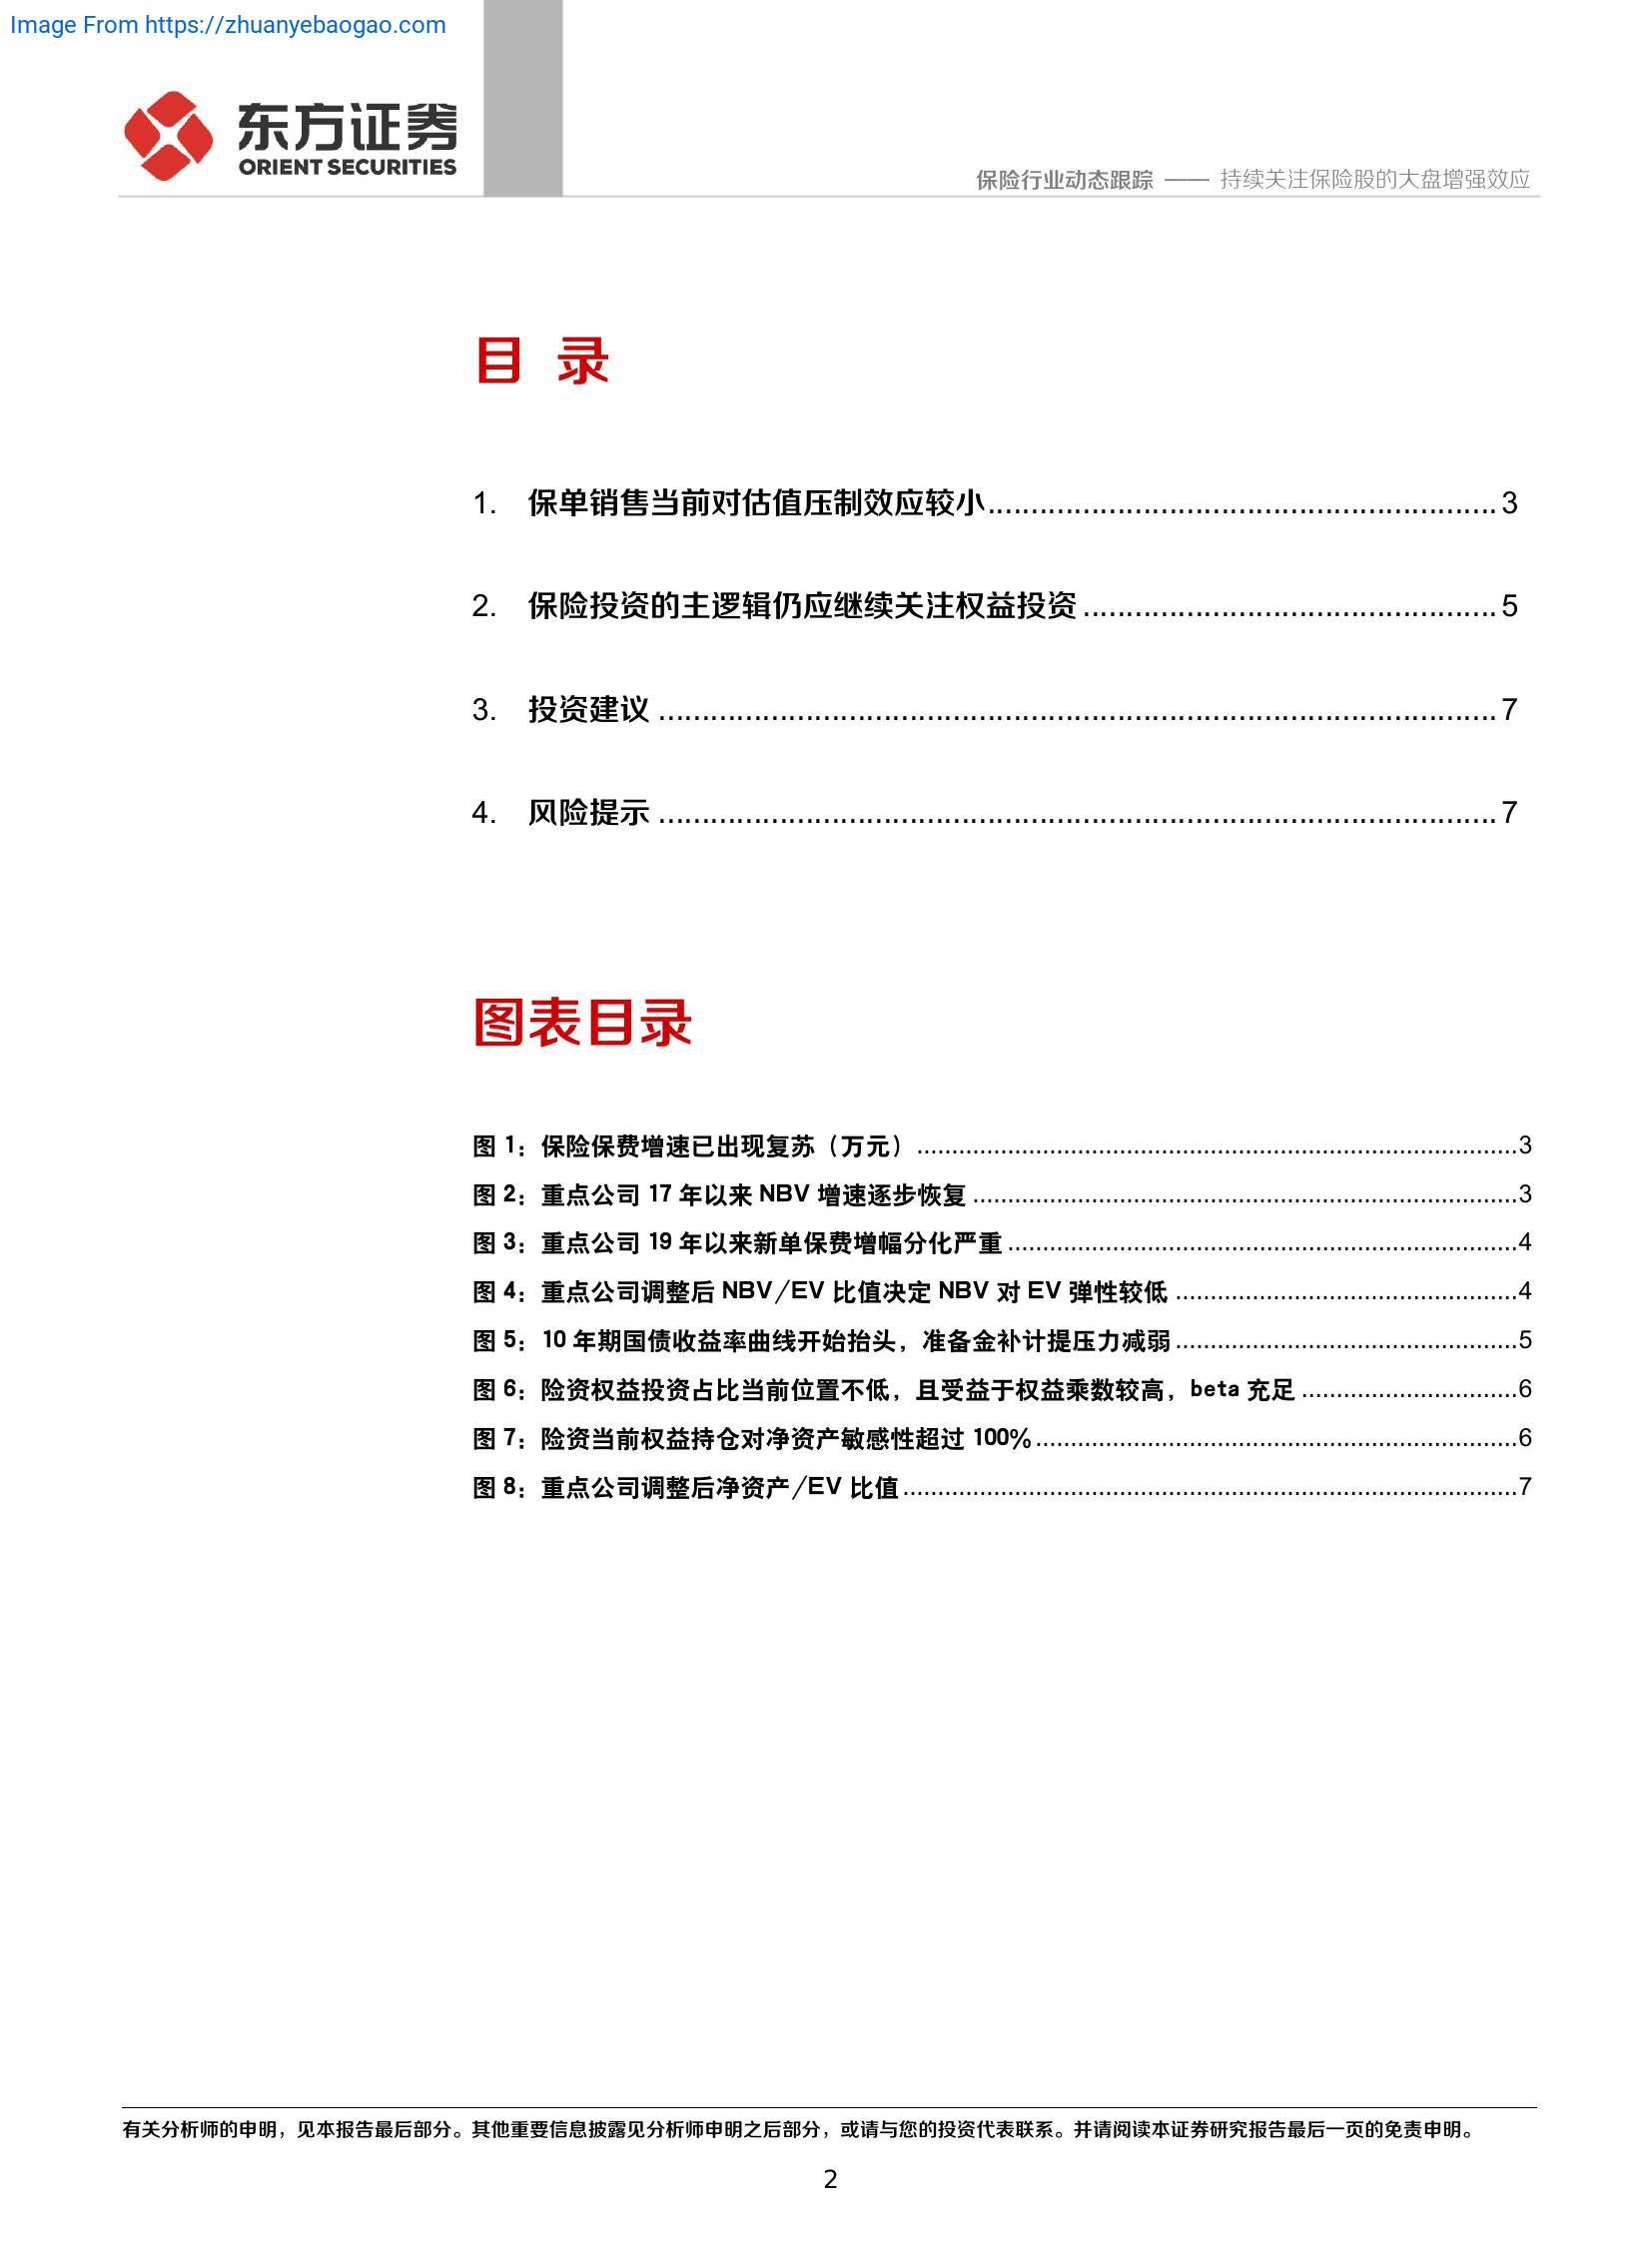 Image From https://zhuanyebaogao.com
东方证券
ORIENT SECURITIES
保险行业动态跟踪 —— 持续关注保险股的大盘增强效应
目 录
1. 保单销售当前对估值压制效应较小........................................................... 3
2. 保险投资的主逻辑仍应继续关注权益投资 ................................................ 5
3. 投资建议 ................................................................................................. 7
4. 风险提示 ................................................................................................. 7
图表目录
图 1：保险保费增速已出现复苏（万元） ......................................................................................3
图 2：重点公司 17 年以来 NBV 增速逐步恢复 ..............................................................................3
图 3：重点公司 19 年以来新单保费增幅分化严重 .........................................................................4
图 4：重点公司调整后 NBV/EV 比值决定 NBV 对 EV 弹性较低 .................................................4
图 5：10 年期国债收益率曲线开始抬头，准备金补计提压力减弱 .................................................5
图 6：险资权益投资占比当前位置不低，且受益于权益乘数较高，beta 充足 ...............................6
图 7：险资当前权益持仓对净资产敏感性超过 100%.....................................................................6
图 8：重点公司调整后净资产/EV 比值........................................................................................7
有关分析师的申明，见本报告最后部分。其他重要信息披露见分析师申明之后部分，或请与您的投资代表联系。并请阅读本证券研究报告最后一页的免责申明。
2